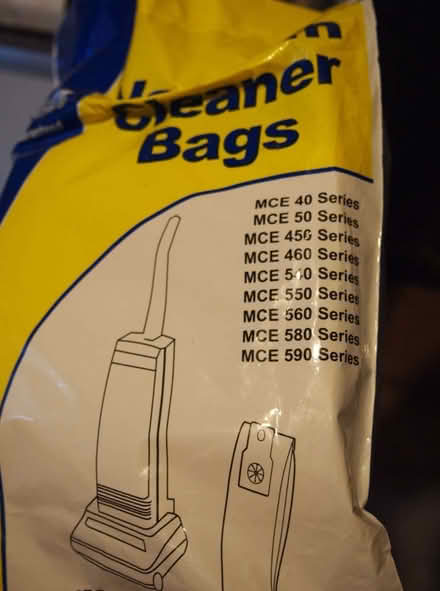 Cleaner
Bags
MCE 40 Series
MCE 50 Series
MCE 450 Series
MCE 460 Series
MCE 540 Series
MCE 550 Series
MCE 560 Series
MCE 580 Series
MCE 590 Series